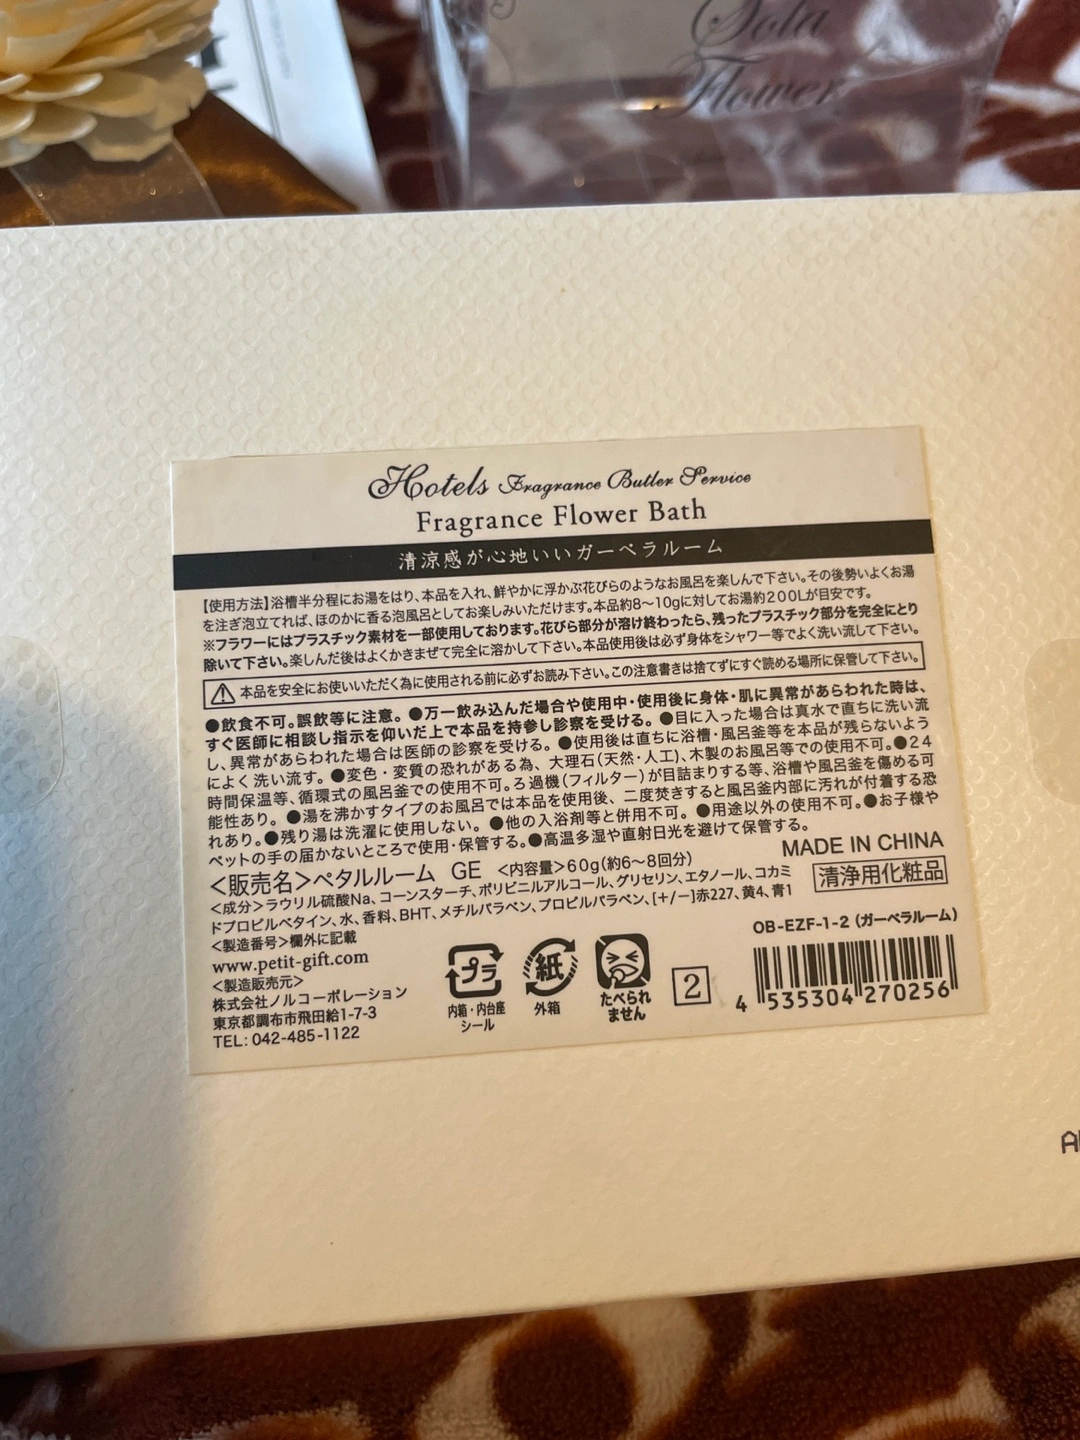 Sola
Flower
Hotels Fragrance Butler Service
Fragrance Flower Bath
清涼感が心地いいガーベラルーム
【使用方法】浴槽半分程にお湯をはり、本品を入れ、鮮やかに浮かぶ花びらのようなお風呂を楽しんで下さい。その後勢いよくお湯
を注ぎ泡立てれば、ほのかに香る泡風呂としてお楽しみいただけます。本品約8〜10gに対してお湯約200Lが目安です。
※フラワーにはプラスチック素材を一部使用しております。花びら部分が溶け終わったら、残ったプラスチック部分を完全にとり
除いて下さい。楽しんだ後はよくかきまぜて完全に溶かして下さい。本品使用後は必ず身体をシャワー等でよく洗い流して下さい。
本品を安全にお使いいただく為に使用される前に必ずお読み下さい。この注意書きは捨てずにすぐ読める場所に保管して下さい。
●飲食不可。誤飲等に注意。●万一飲み込んだ場合や使用中・使用後に身体・肌に異常があらわれた時は、
すぐ医師に相談し指示を仰いだ上で本品を持参し診察を受ける。●目に入った場合は真水で直ちに洗い流
し、異常があらわれた場合は医師の診察を受ける。●使用後は直ちに浴槽・風呂釜等を本品が残らないよう
によく洗い流す。●変色・変質の恐れがある為、大理石(天然・人工)、木製のお風呂等での使用不可。●24
時間保温等、循環式の風呂釜での使用不可。ろ過機(フィルター)が目詰まりする等、浴槽や風呂釜を傷める可
能性あり。●湯を沸かすタイプのお風呂では本品を使用後、二度焚きすると風呂釜内部に汚れが付着する恐
れあり。●残り湯は洗濯に使用しない。●他の入浴剤等と併用不可。●用途以外の使用不可。●お子様や
ペットの手の届かないところで使用・保管する。●高温多湿や直射日光を避けて保管する。
MADE IN CHINA
<販売名>ペタルルーム GE <内容量>60g(約6〜8回分)
清浄用化粧品
<成分>ラウリル硫酸Na、コーンスターチ、ポリビニルアルコール、グリセリン、エタノール、コカミ
ドプロピルベタイン、水、香料、BHT、メチルパラベン、プロピルパラベン、[+/−]赤227、黄4、青1
<製造番号>欄外に記載
OB-EZF-1-2 (ガーベラルーム)
www.petit-gift.com
<製造販売元>
株式会社ノルコーポレーション
東京都調布市飛田給1-7-3
TEL: 042-485-1122
プラ
内箱・内台座
シール
紙
外箱
たべられ
ません
2
4 535304 270256